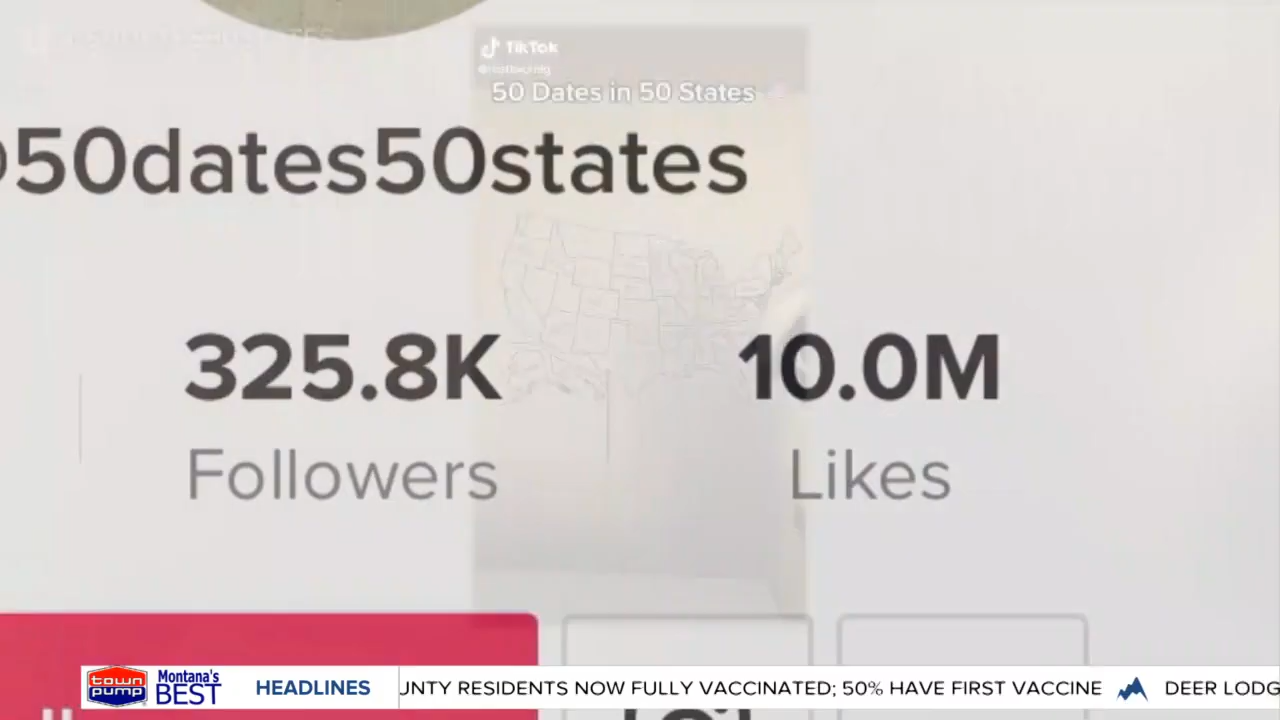 TikTok
50 Dates in 50 States
@50dates50states
325.8K
10.0M
Followers
Likes
town pump
Montana's BEST
HEADLINES
UNTY RESIDENTS NOW FULLY VACCINATED; 50% HAVE FIRST VACCINE
DEER LODG